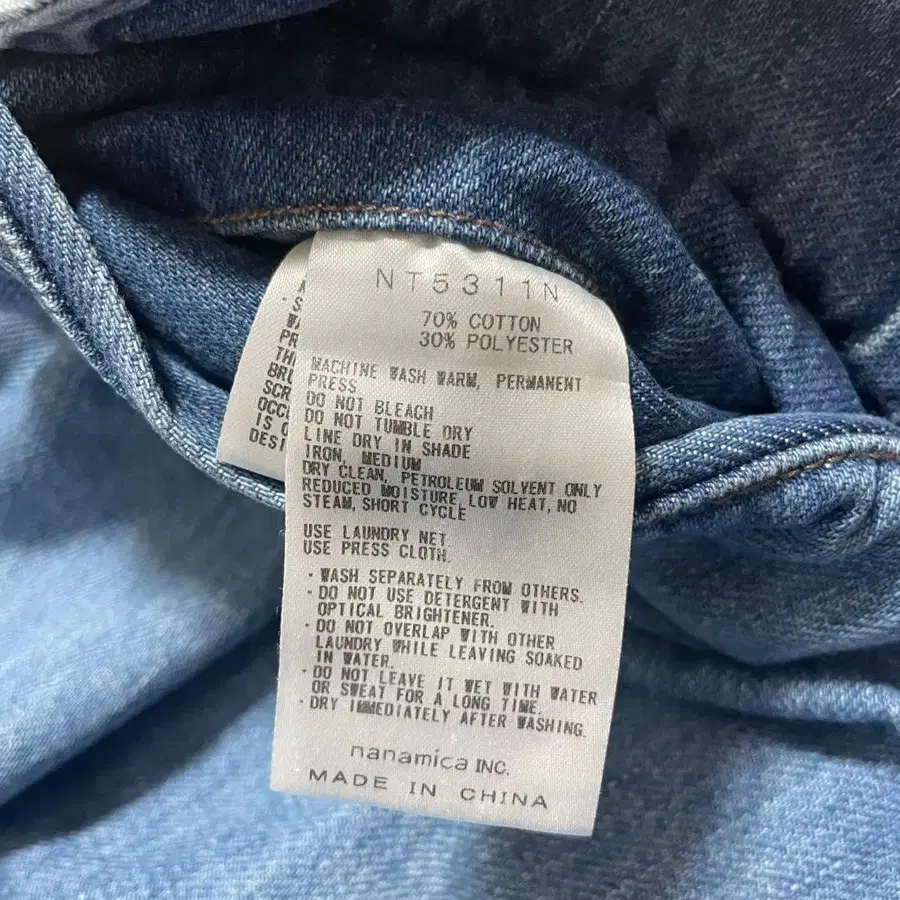 NT5311N
70% COTTON
30% POLYESTER
MACHINE WASH WARM, PERMANENT
PRESS
DO NOT BLEACH
DO NOT TUMBLE DRY
LINE DRY IN SHADE
IRON, MEDIUM
DRY CLEAN, PETROLEUM SOLVENT ONLY
REDUCED MOISTURE, LOW HEAT, NO
STEAM, SHORT CYCLE
USE LAUNDRY NET.
USE PRESS CLOTH.
· WASH SEPARATELY FROM OTHERS.
· DO NOT USE DETERGENT WITH
OPTICAL BRIGHTENER.
· DO NOT OVERLAP WITH OTHER
LAUNDRY WHILE LEAVING SOAKED
IN WATER.
· DO NOT LEAVE IT WET WITH WATER
OR SWEAT FOR A LONG TIME.
· DRY IMMEDIATELY AFTER WASHING.
nanamica INC.
MADE IN CHINA